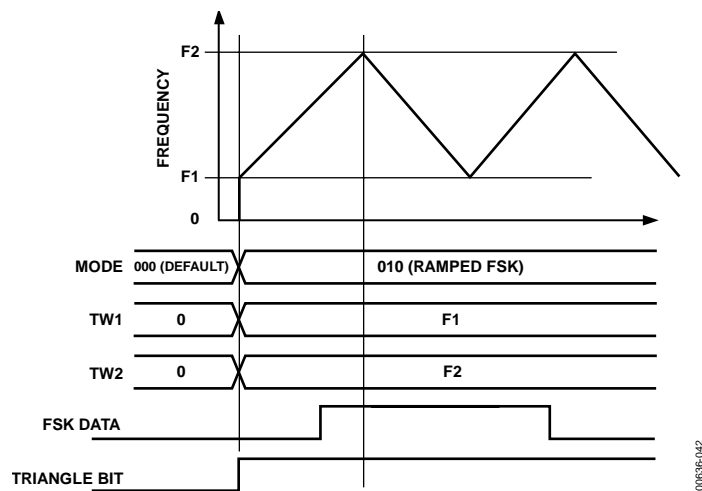 F2
FREQUENCY
F1
0
MODE 000 (DEFAULT) 010 (RAMPED FSK)
TW1 0 F1
TW2 0 F2
FSK DATA
TRIANGLE BIT
00636-042